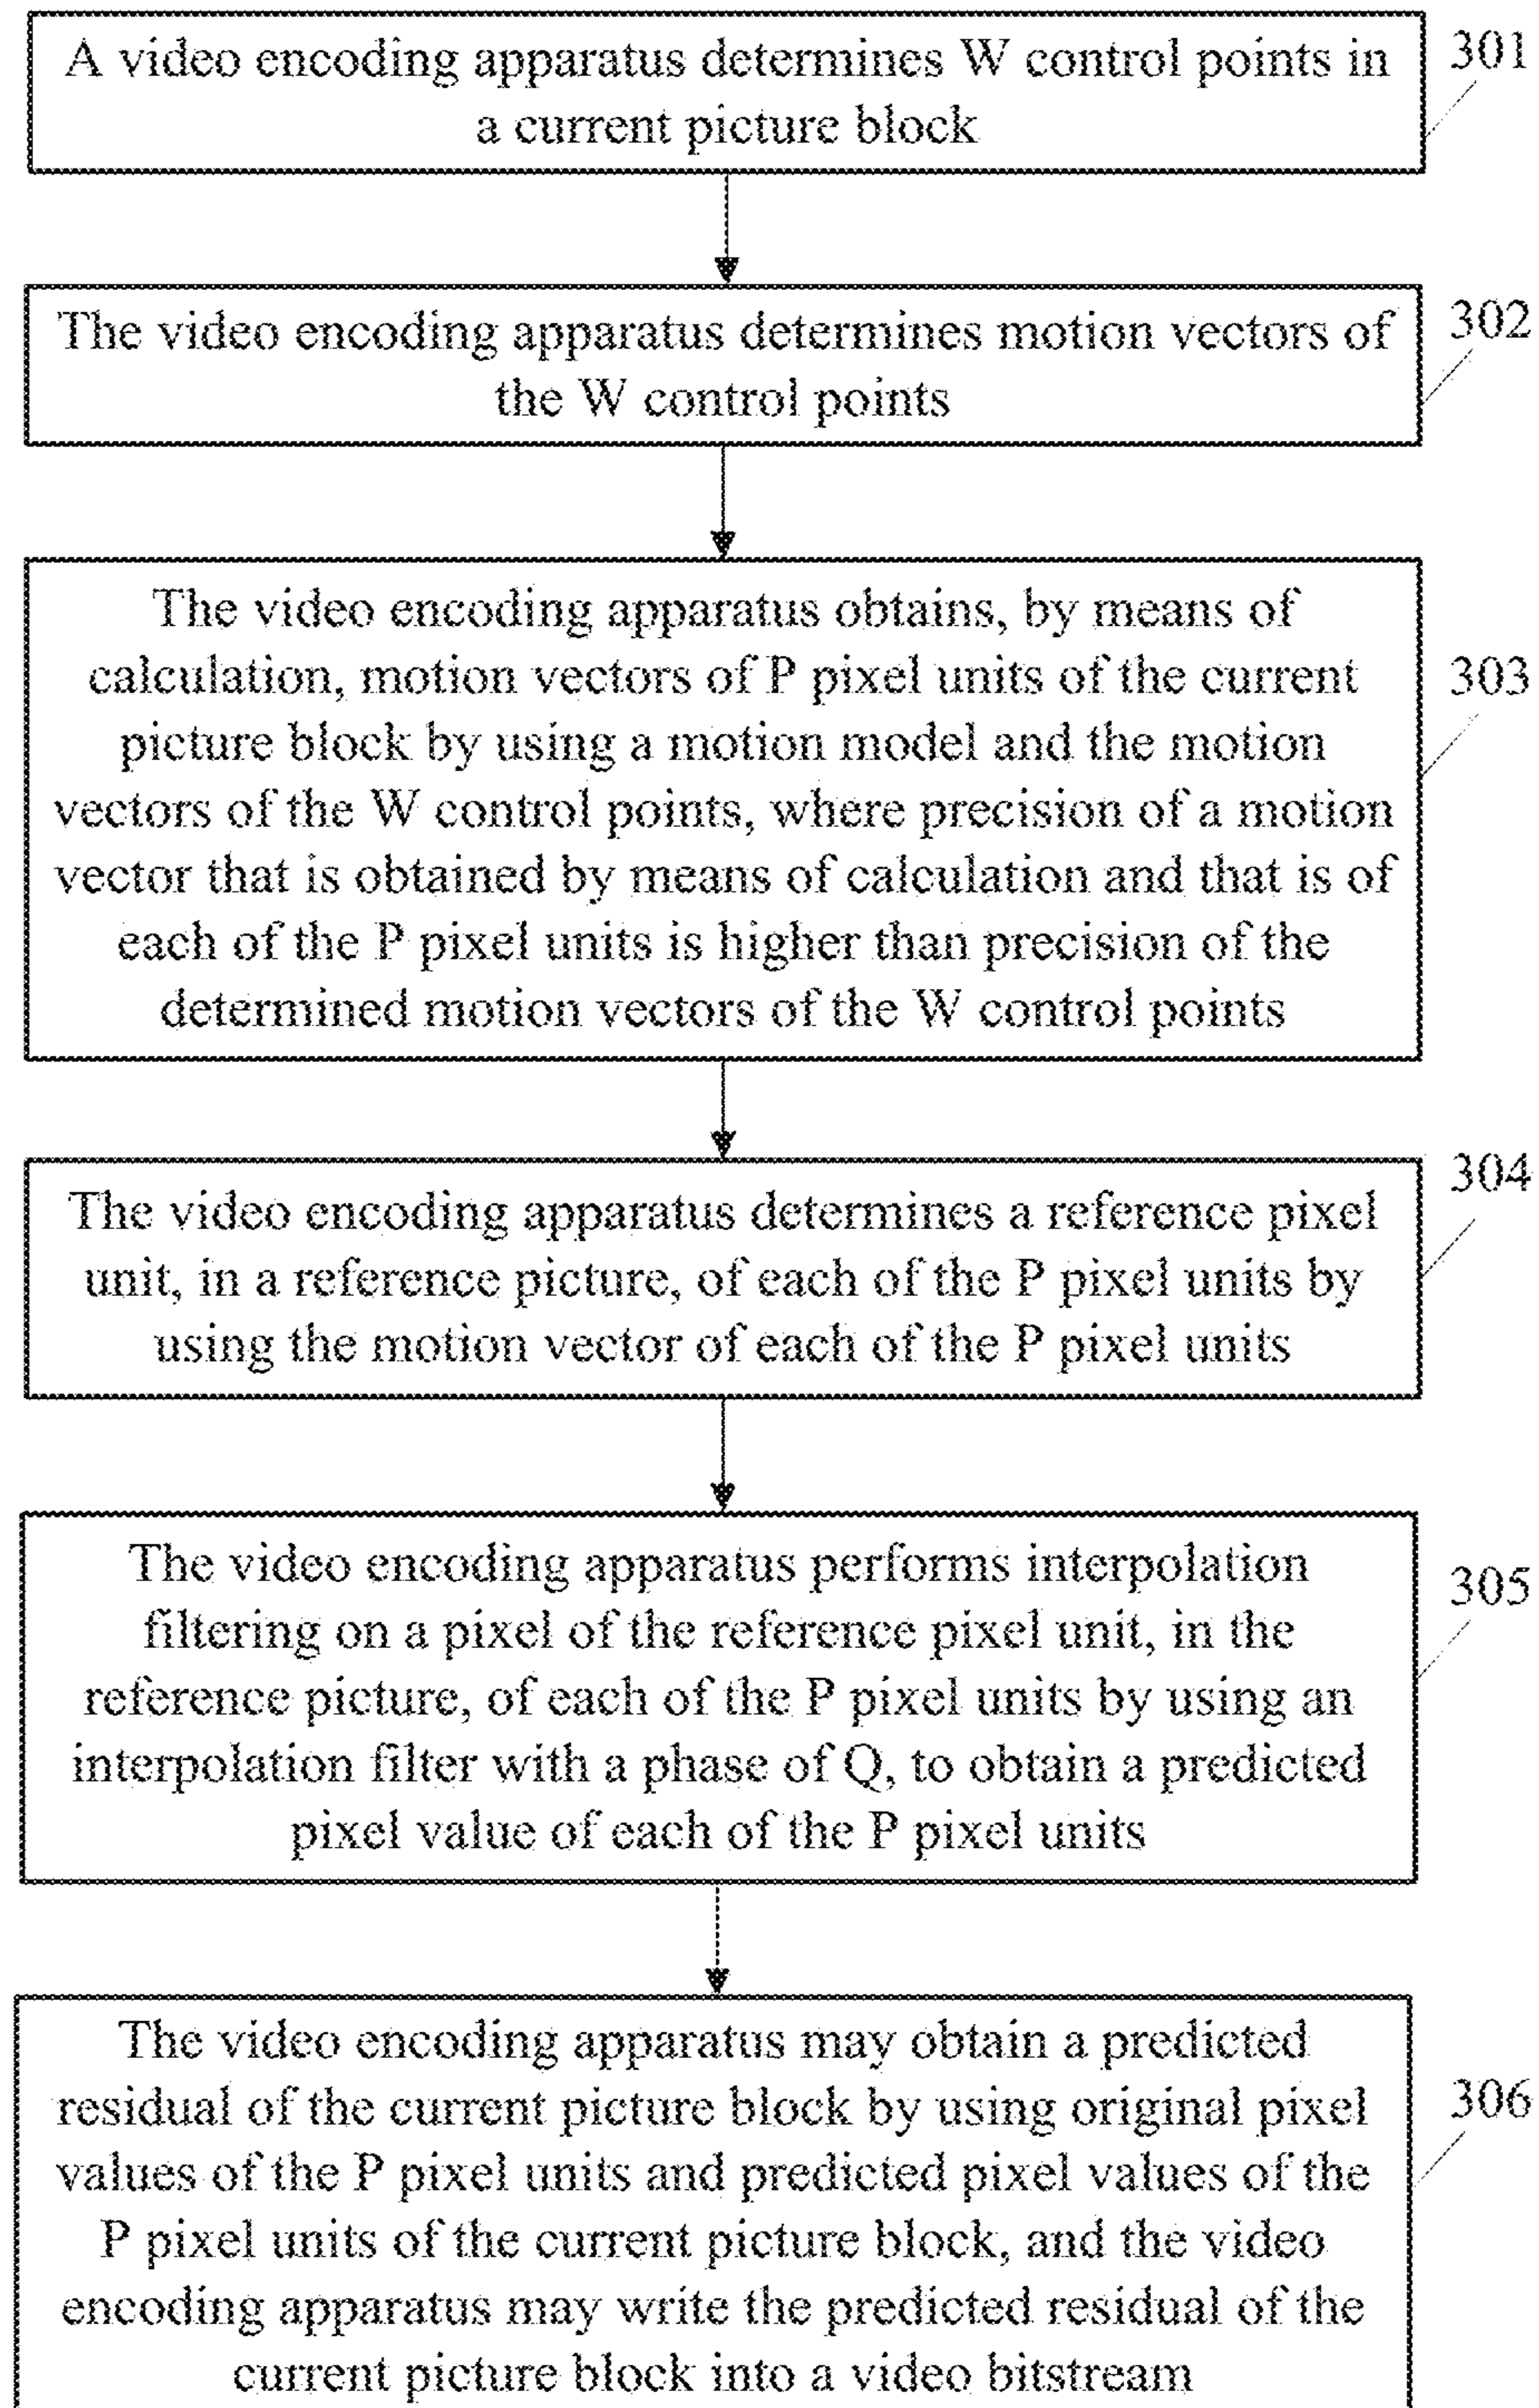 A video encoding apparatus determines W control points in
a current picture block
301
The video encoding apparatus determines motion vectors of
the W control points
302
The video encoding apparatus obtains, by means of
calculation, motion vectors of P pixel units of the current
picture block by using a motion model and the motion
vectors of the W control points, where precision of a motion
vector that is obtained by means of calculation and that is of
each of the P pixel units is higher than precision of the
determined motion vectors of the W control points
303
The video encoding apparatus determines a reference pixel
unit, in a reference picture, of each of the P pixel units by
using the motion vector of each of the P pixel units
304
The video encoding apparatus performs interpolation
filtering on a pixel of the reference pixel unit, in the
reference picture, of each of the P pixel units by using an
interpolation filter with a phase of Q, to obtain a predicted
pixel value of each of the P pixel units
305
The video encoding apparatus may obtain a predicted
residual of the current picture block by using original pixel
values of the P pixel units and predicted pixel values of the
P pixel units of the current picture block, and the video
encoding apparatus may write the predicted residual of the
current picture block into a video bitstream
306